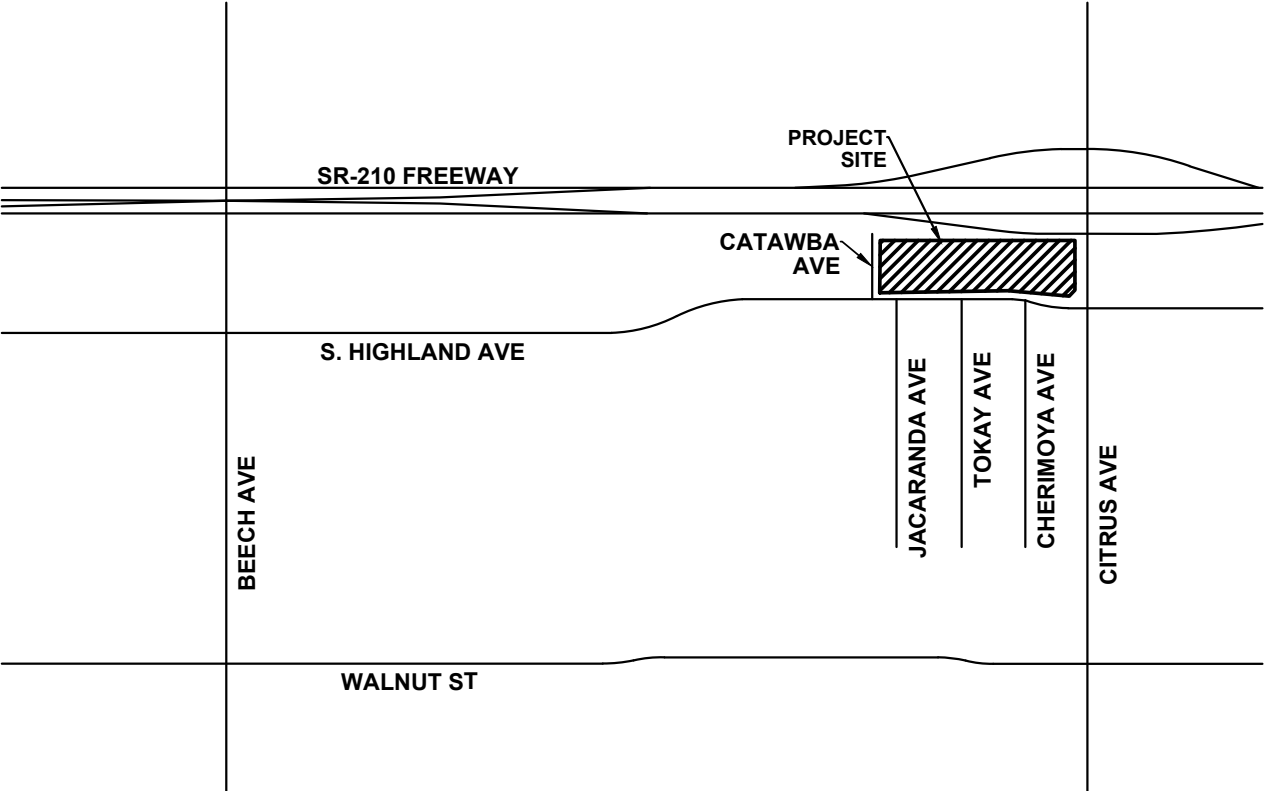 PROJECT
SITE
SR-210 FREEWAY
CATAWBA
AVE
S. HIGHLAND AVE
BEECH AVE
JACARANDA AVE
TOKAY AVE
CHERIMOYA AVE
CITRUS AVE
WALNUT ST